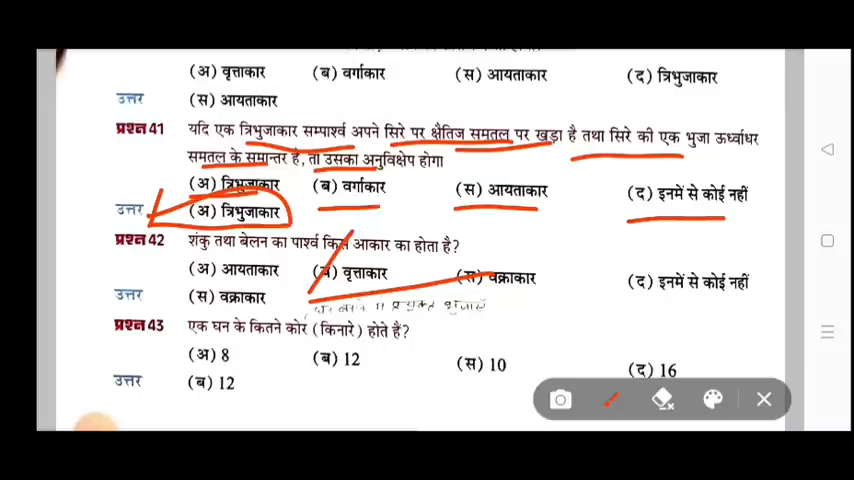 (अ) वृत्ताकार (ब) वर्गाकार (स) आयताकार (द) त्रिभुजाकार
उत्तर (स) आयताकार
प्रश्न 41 यदि एक त्रिभुजाकार सम्पार्श्व अपने सिरे पर क्षैतिज समतल पर खड़ा है तथा सिरे की एक भुजा ऊर्ध्वाधर
समतल के समान्तर है, तो उसका अनुविक्षेप होगा
(अ) त्रिभुजाकार (ब) वर्गाकार (स) आयताकार (द) इनमें से कोई नहीं
उत्तर (अ) त्रिभुजाकार
प्रश्न 42 शंकु तथा बेलन का पार्श्व किस आकार का होता है?
(अ) आयताकार (ब) वृत्ताकार (स) वक्राकार (द) इनमें से कोई नहीं
उत्तर (स) वक्राकार
प्रयुक्त भुजाएँ
प्रश्न 43 एक घन के कितने कोर (किनारे) होते हैं?
(अ) 8 (ब) 12 (स) 10 (द) 16
उत्तर (ब) 12